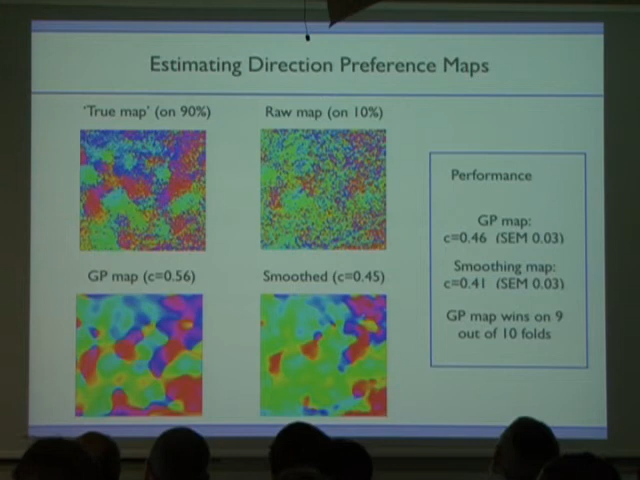 Estimating Direction Preference Maps
'True map' (on 90%)
Raw map (on 10%)
GP map (c=0.56)
Smoothed (c=0.45)
Performance
GP map:
c=0.46 (SEM 0.03)
Smoothing map:
c=0.41 (SEM 0.03)
GP map wins on 9
out of 10 folds